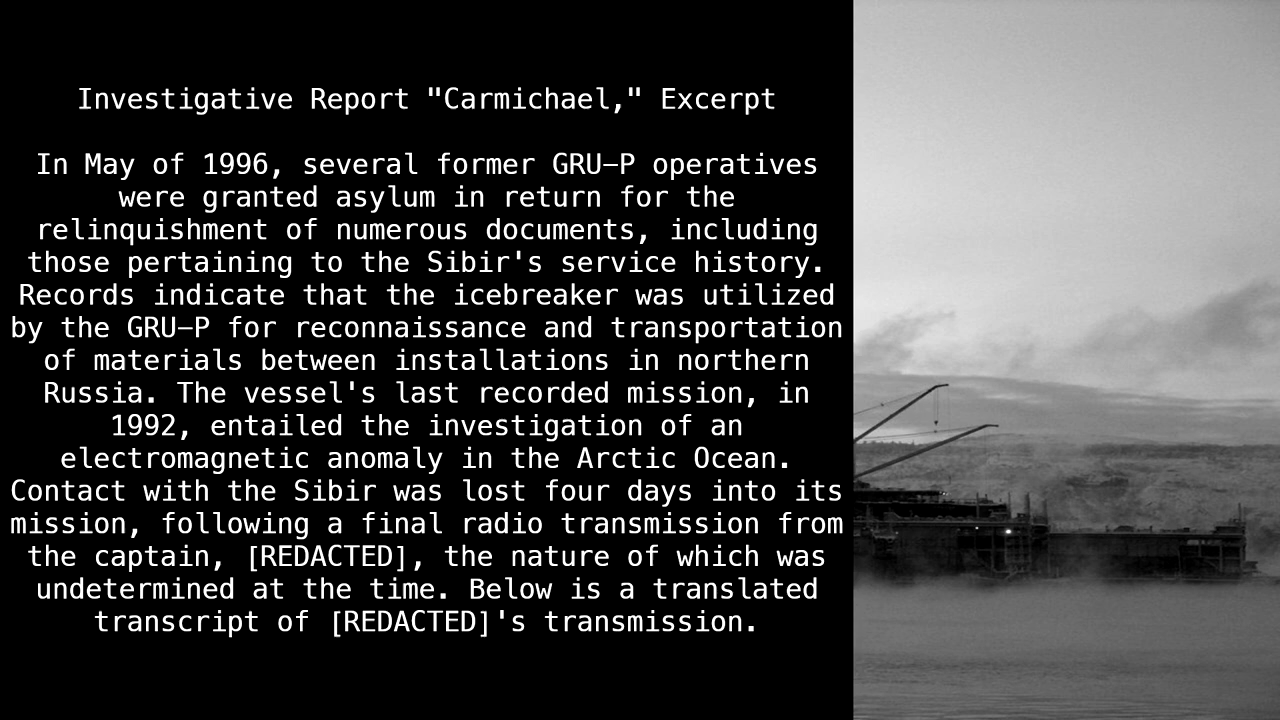 Investigative Report "Carmichael," Excerpt
In May of 1996, several former GRU–P operatives
were granted asylum in return for the
relinquishment of numerous documents, including
those pertaining to the Sibir's service history.
Records indicate that the icebreaker was utilized
by the GRU–P for reconnaissance and transportation
of materials between installations in northern
Russia. The vessel's last recorded mission, in
1992, entailed the investigation of an
electromagnetic anomaly in the Arctic Ocean.
Contact with the Sibir was lost four days into its
mission, following a final radio transmission from
the captain, [REDACTED], the nature of which was
undetermined at the time. Below is a translated
transcript of [REDACTED]'s transmission.